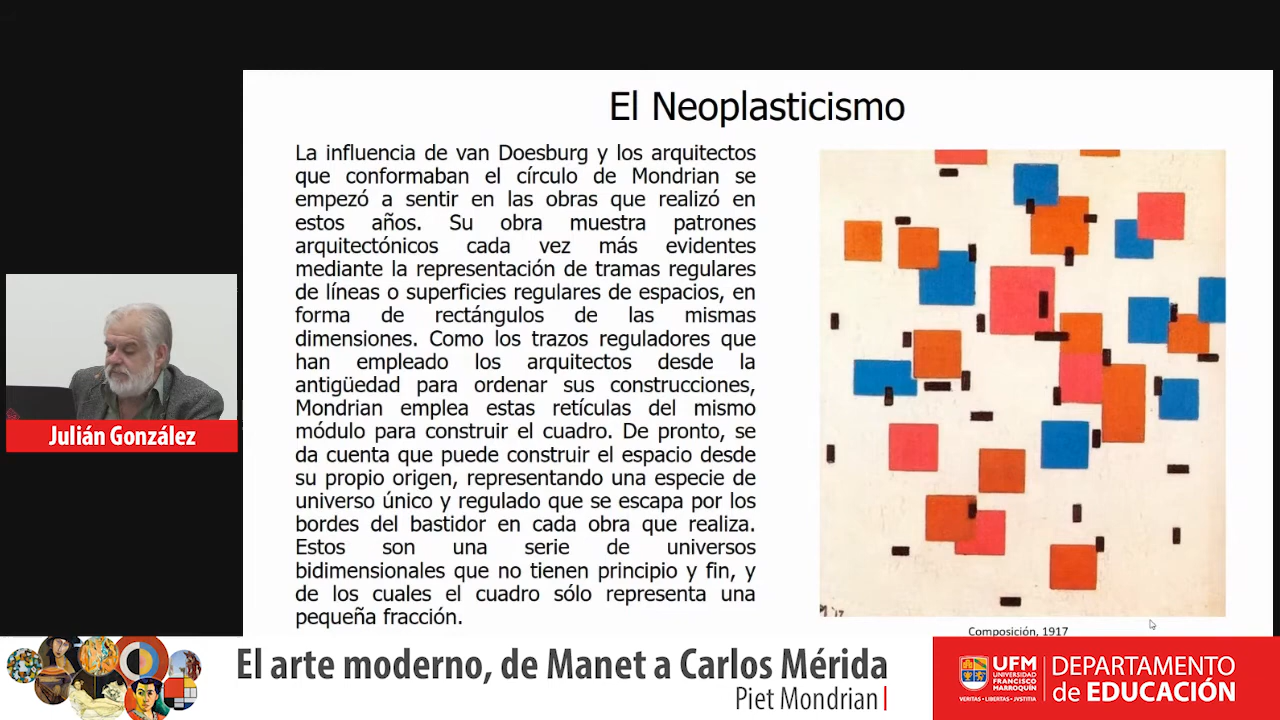 El Neoplasticismo
La influencia de van Doesburg y los arquitectos
que conformaban el círculo de Mondrian se
empezó a sentir en las obras que realizó en
estos años. Su obra muestra patrones
arquitectónicos cada vez más evidentes
mediante la representación de tramas regulares
de líneas o superficies regulares de espacios, en
forma de rectángulos de las mismas
dimensiones. Como los trazos reguladores que
han empleado los arquitectos desde la
antigüedad para ordenar sus construcciones,
Mondrian emplea estas retículas del mismo
módulo para construir el cuadro. De pronto, se
da cuenta que puede construir el espacio desde
su propio origen, representando una especie de
universo único y regulado que se escapa por los
bordes del bastidor en cada obra que realiza.
Estos son una serie de universos
bidimensionales que no tienen principio y fin, y
de los cuales el cuadro sólo representa una
pequeña fracción.
Composición, 1917
Julián González
El arte moderno, de Manet a Carlos Mérida
Piet Mondrian
UFM
UNIVERSIDAD
FRANCISCO
MARROQUÍN
VERITAS • LIBERTAS • JVSTITIA
DEPARTAMENTO
de EDUCACIÓN